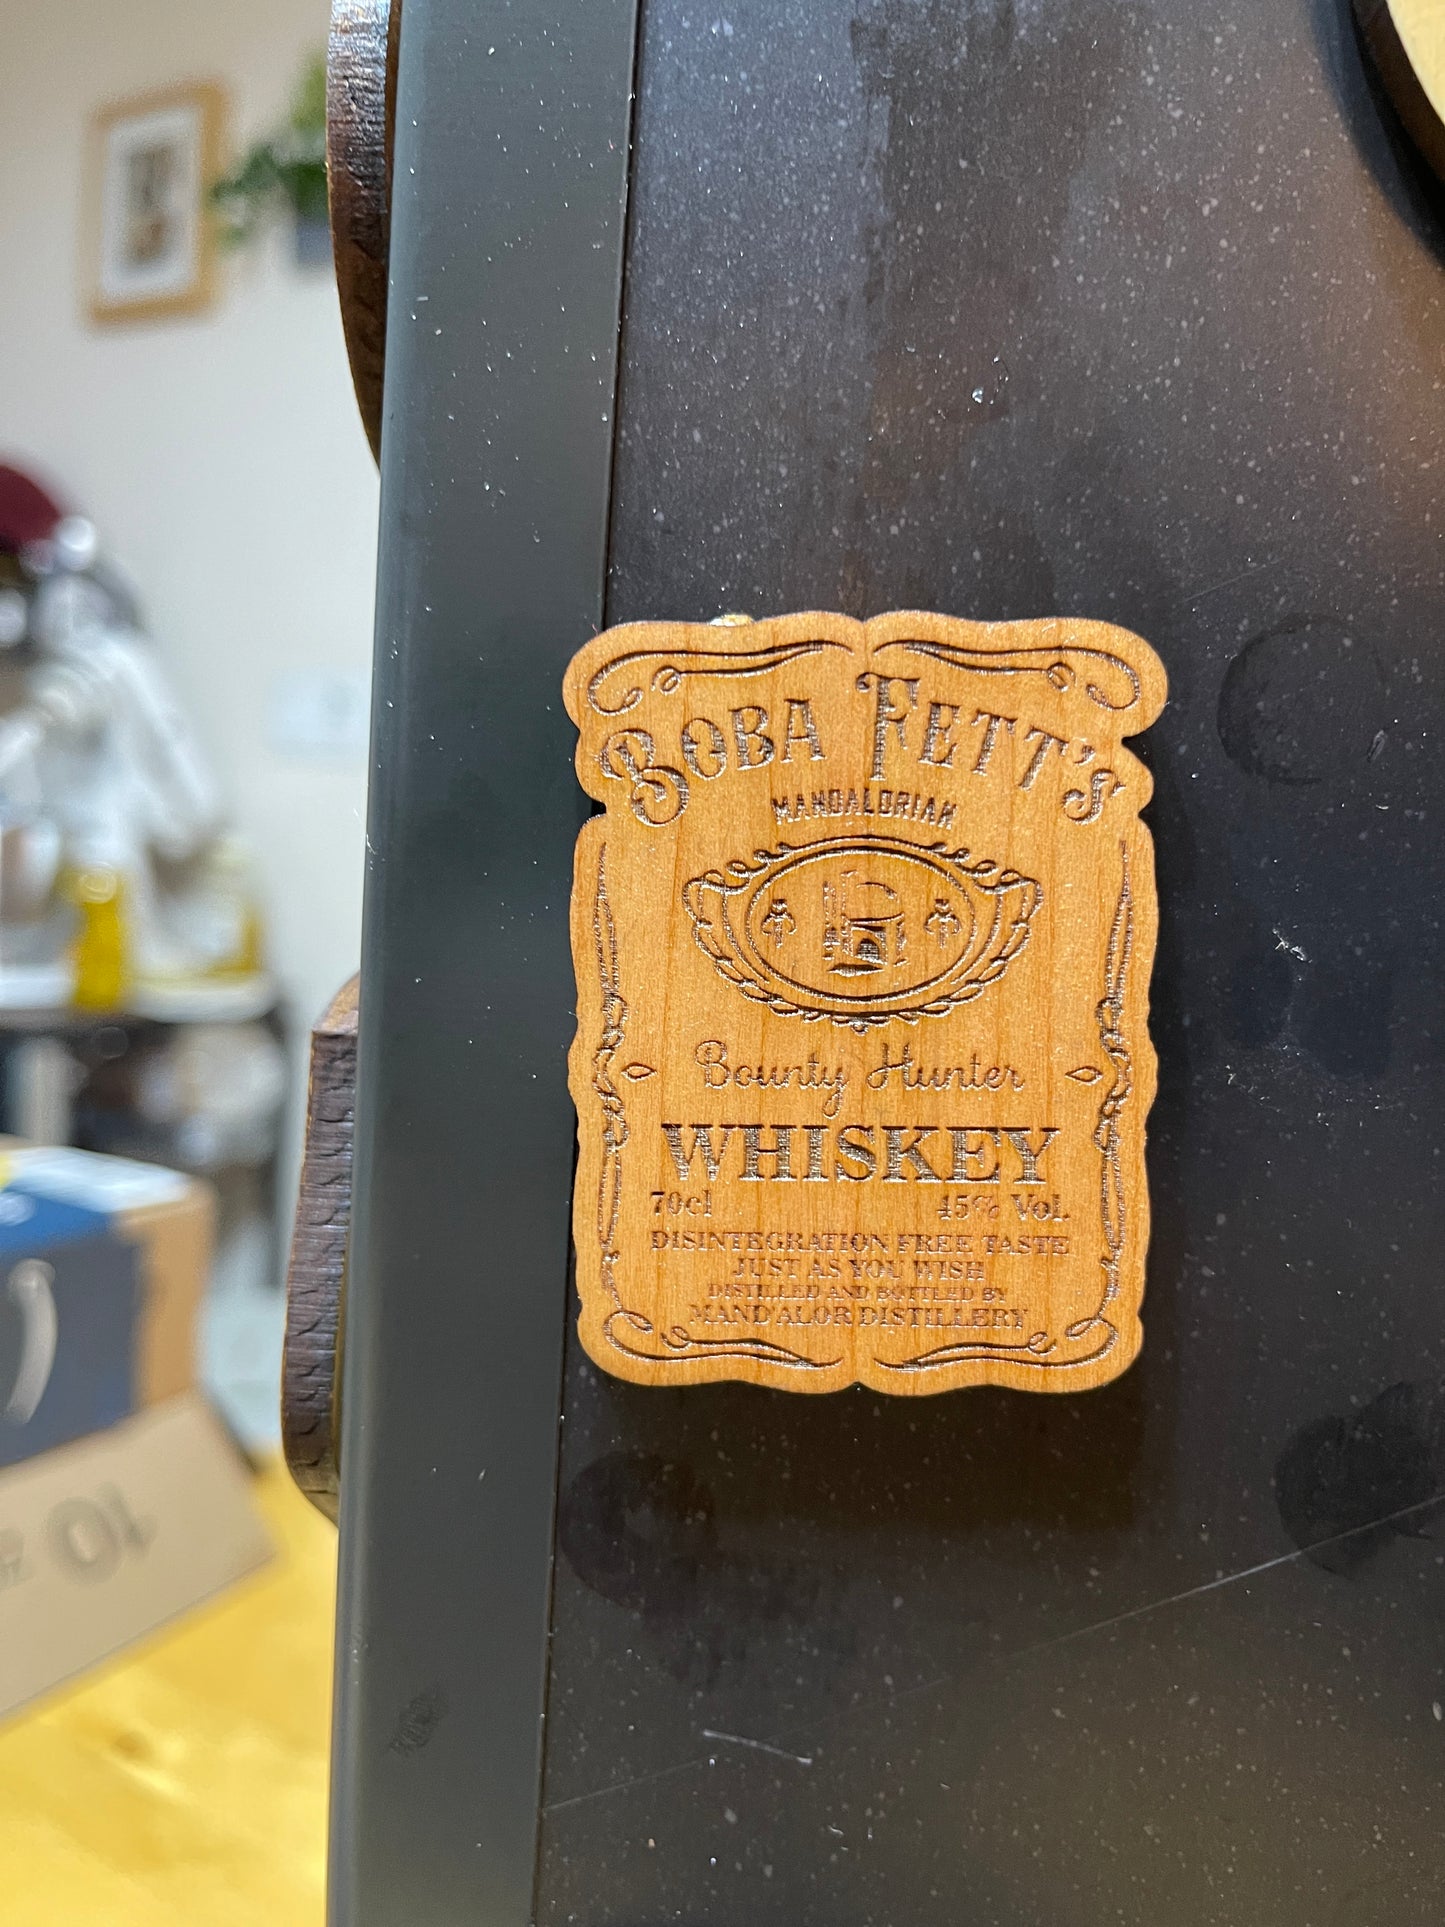 BOBA FETT'S
MANDALORIAN
Bounty Hunter
WHISKEY
70cl 45% Vol.
DISINTEGRATION FREE TASTE
JUST AS YOU WISH
DISTILLED AND BOTTLED BY
MAND'ALOR DISTILLERY